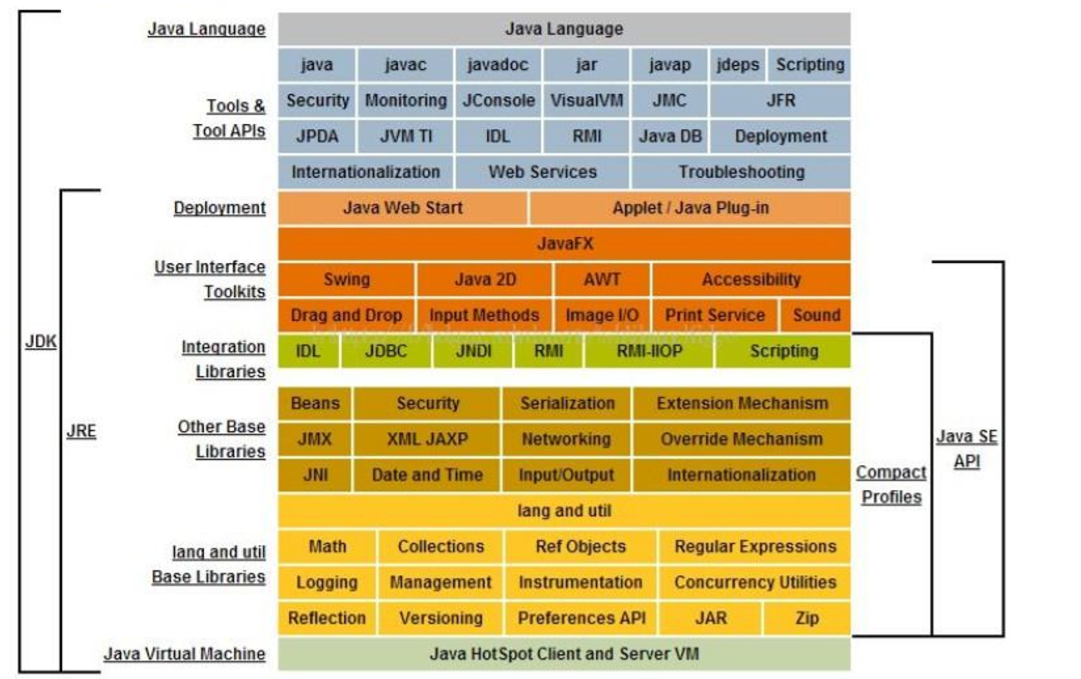 Java Language
Java Language
java javac javadoc jar javap jdeps Scripting
Tools &
Tool APIs
Security Monitoring JConsole VisualVM JMC JFR
JPDA JVM TI IDL RMI Java DB Deployment
Internationalization Web Services Troubleshooting
Deployment
Java Web Start Applet / Java Plug-in
JavaFX
User Interface
Toolkits
Swing Java 2D AWT Accessibility
Drag and Drop Input Methods Image I/O Print Service Sound
Integration
Libraries
IDL JDBC JNDI RMI RMI-IIOP Scripting
JDK
Beans Security Serialization Extension Mechanism
Other Base
Libraries
JMX XML JAXP Networking Override Mechanism
JNI Date and Time Input/Output Internationalization
JRE
Java SE
API
Compact
Profiles
lang and util
lang and util
Base Libraries
Math Collections Ref Objects Regular Expressions
Logging Management Instrumentation Concurrency Utilities
Reflection Versioning Preferences API JAR Zip
Java Virtual Machine
Java HotSpot Client and Server VM